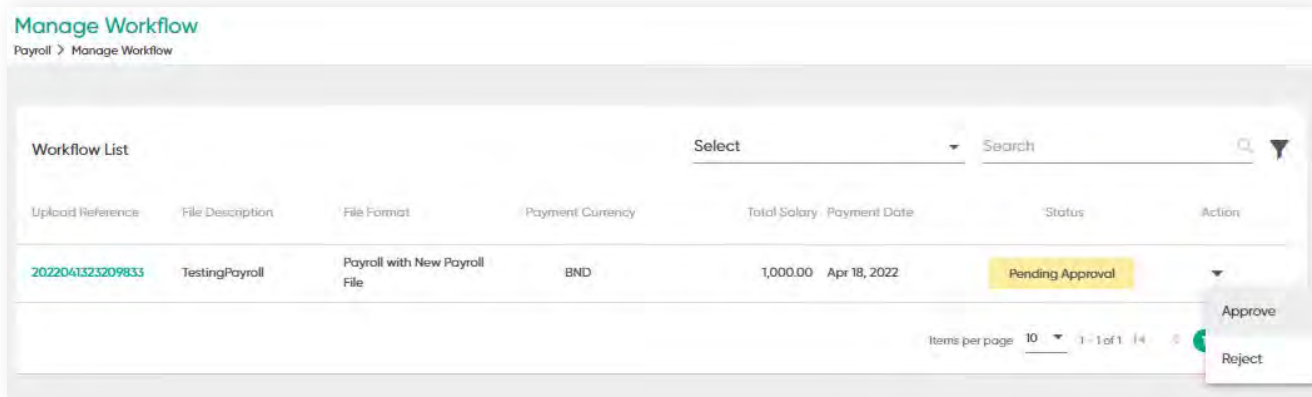 Manage Workflow
Payroll > Manage Workflow
Workflow List
Select
Search
Upload Reference File Description File Format Payment Currency Total Salary Payment Date Status Action
2022041323209833 TestingPayroll Payroll with New Payroll BND 1,000.00 Apr 18, 2022 Pending Approval
File
Approve
Items per page 10 1 - 1 of 1
Reject